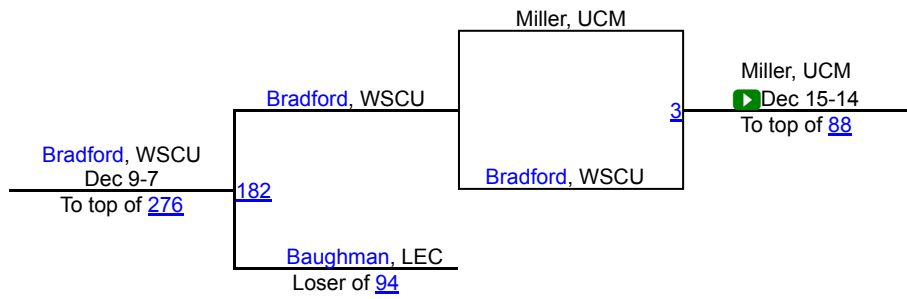 Miller, UCM
Miller, UCM
Dec 15-14
To top of 88
3
Bradford, WSCU
Bradford, WSCU
Bradford, WSCU
Dec 9-7
To top of 276
182
Baughman, LEC
Loser of 94